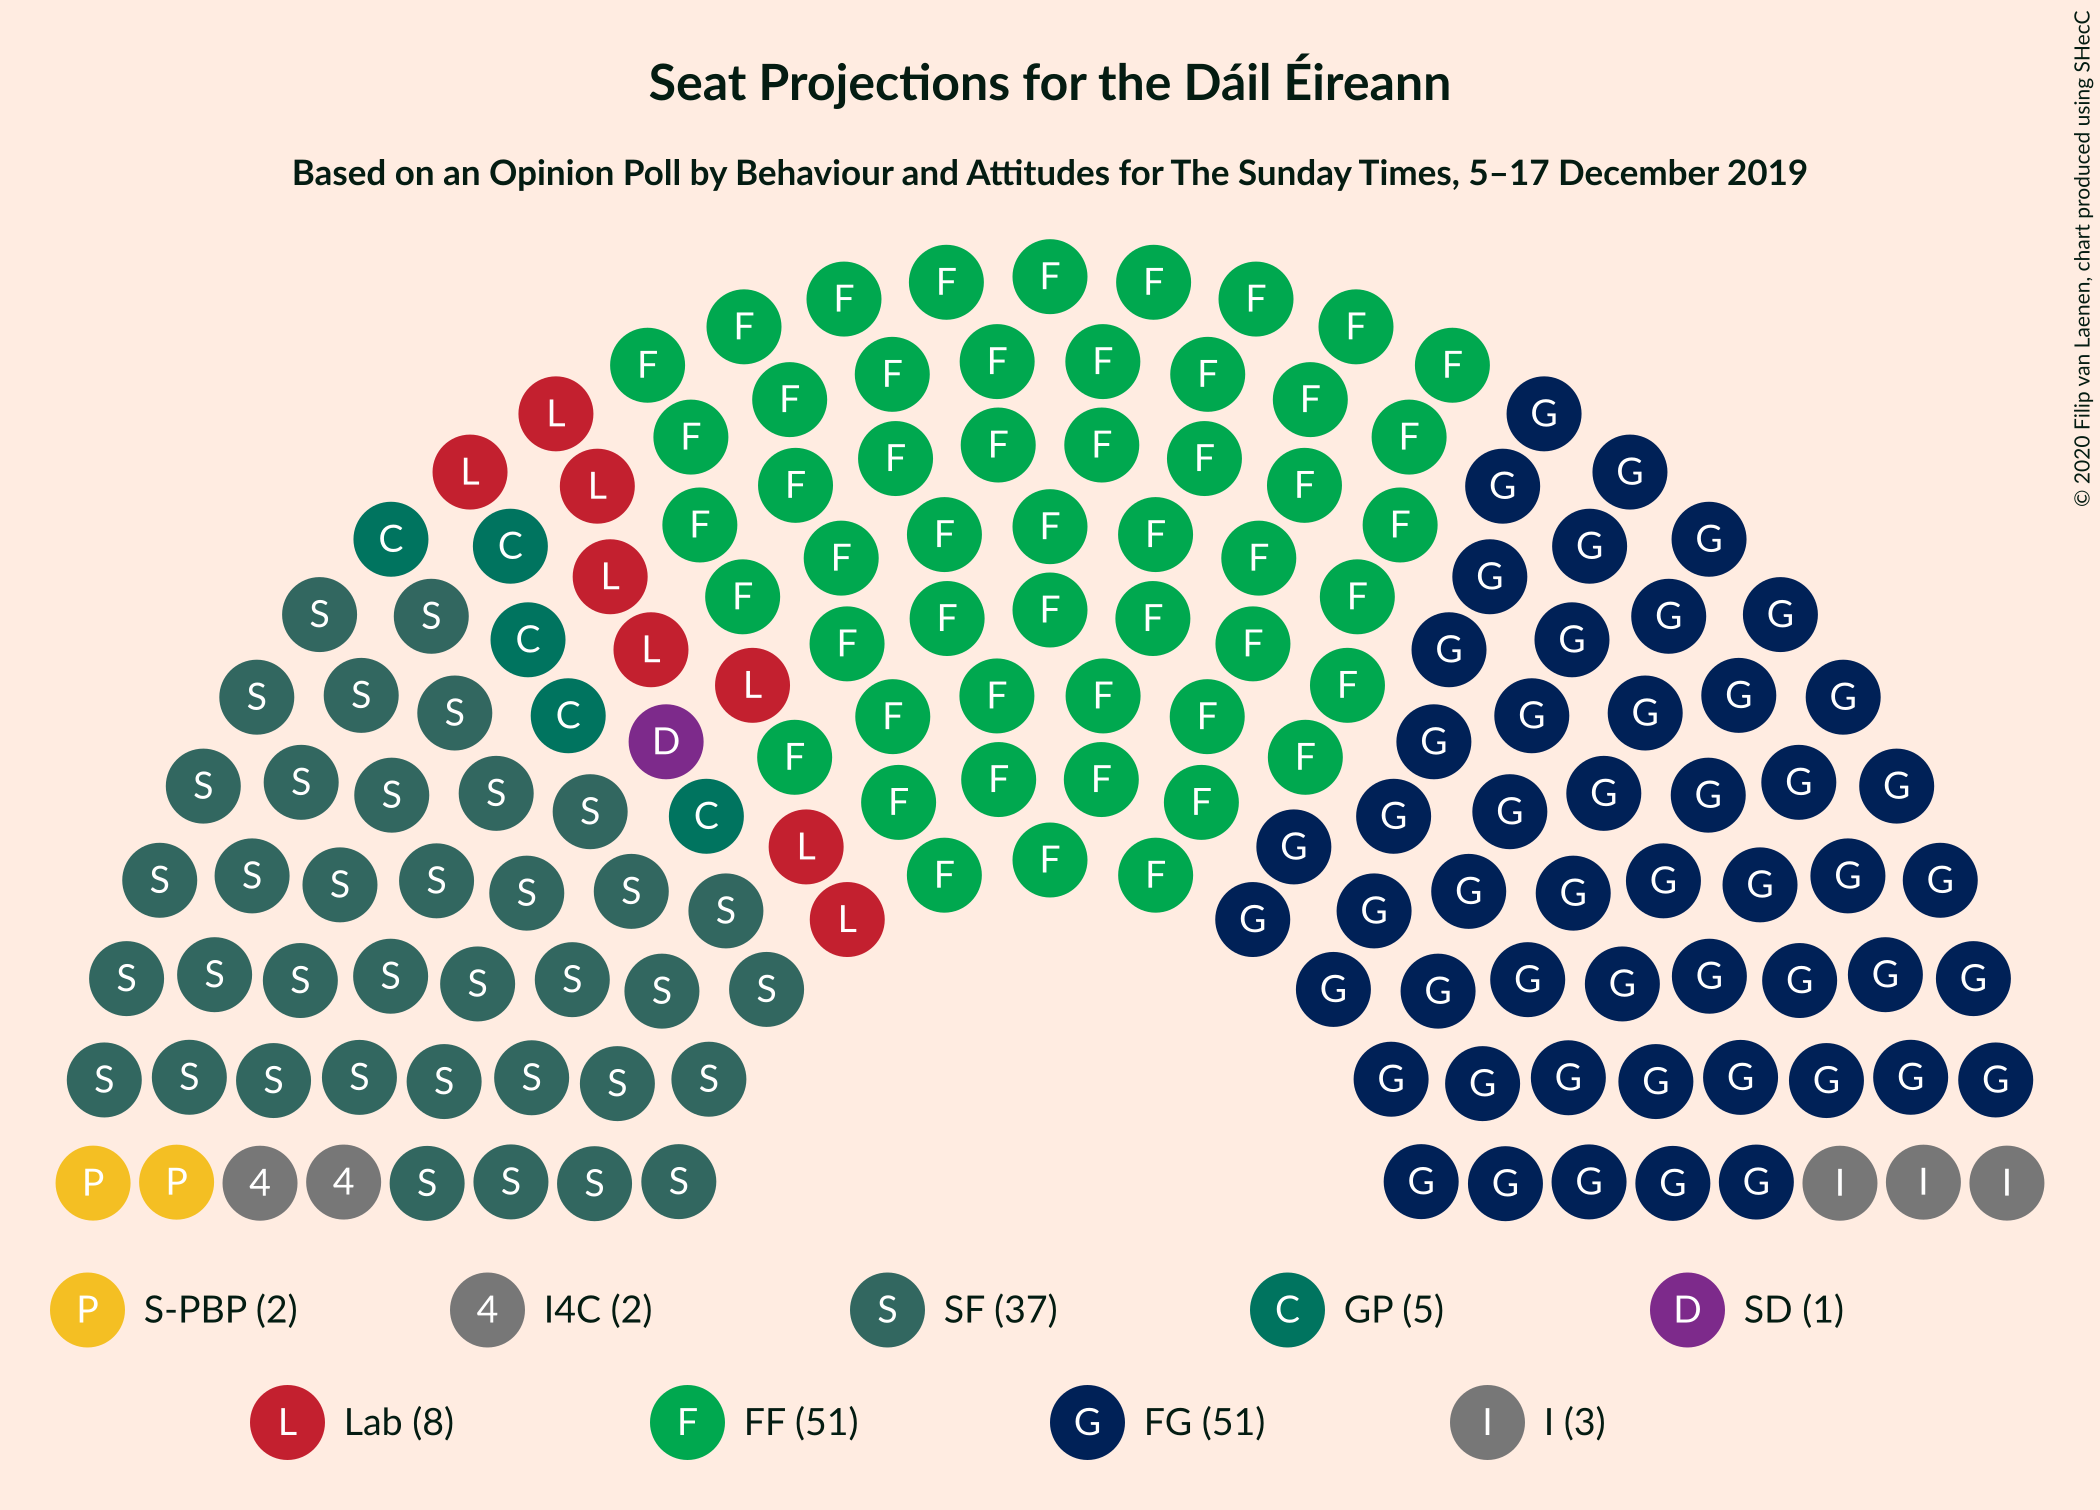 Seat Projections for the Dáil Éireann
Based on an Opinion Poll by Behaviour and Attitudes for The Sunday Times, 5–17 December 2019
© 2020 Filip van Laenen, chart produced using SHecC
F
F F
F F
F F
F F
F F
F F F F
L G
F F
F F F F
L G
L G
F F F F
F F F
C G
C G
F F
L G
F F
S S G G
F F F
C G
F F
L G
F F
S S G G
F F
C G
S G
F F
D G
F F
S S S G G G
F F
S S G G
F F
C G
L G
F
S S S S S G G G G G
F F
S S G G
L G
S S S S S S S S G G G G G G G G
S S S S S S S S G G G G G G G G
P P 4 4 S S S S G G G G G I I I
P S-PBP (2) 4 I4C (2) S SF (37) C GP (5) D SD (1)
L Lab (8) F FF (51) G FG (51) I I (3)